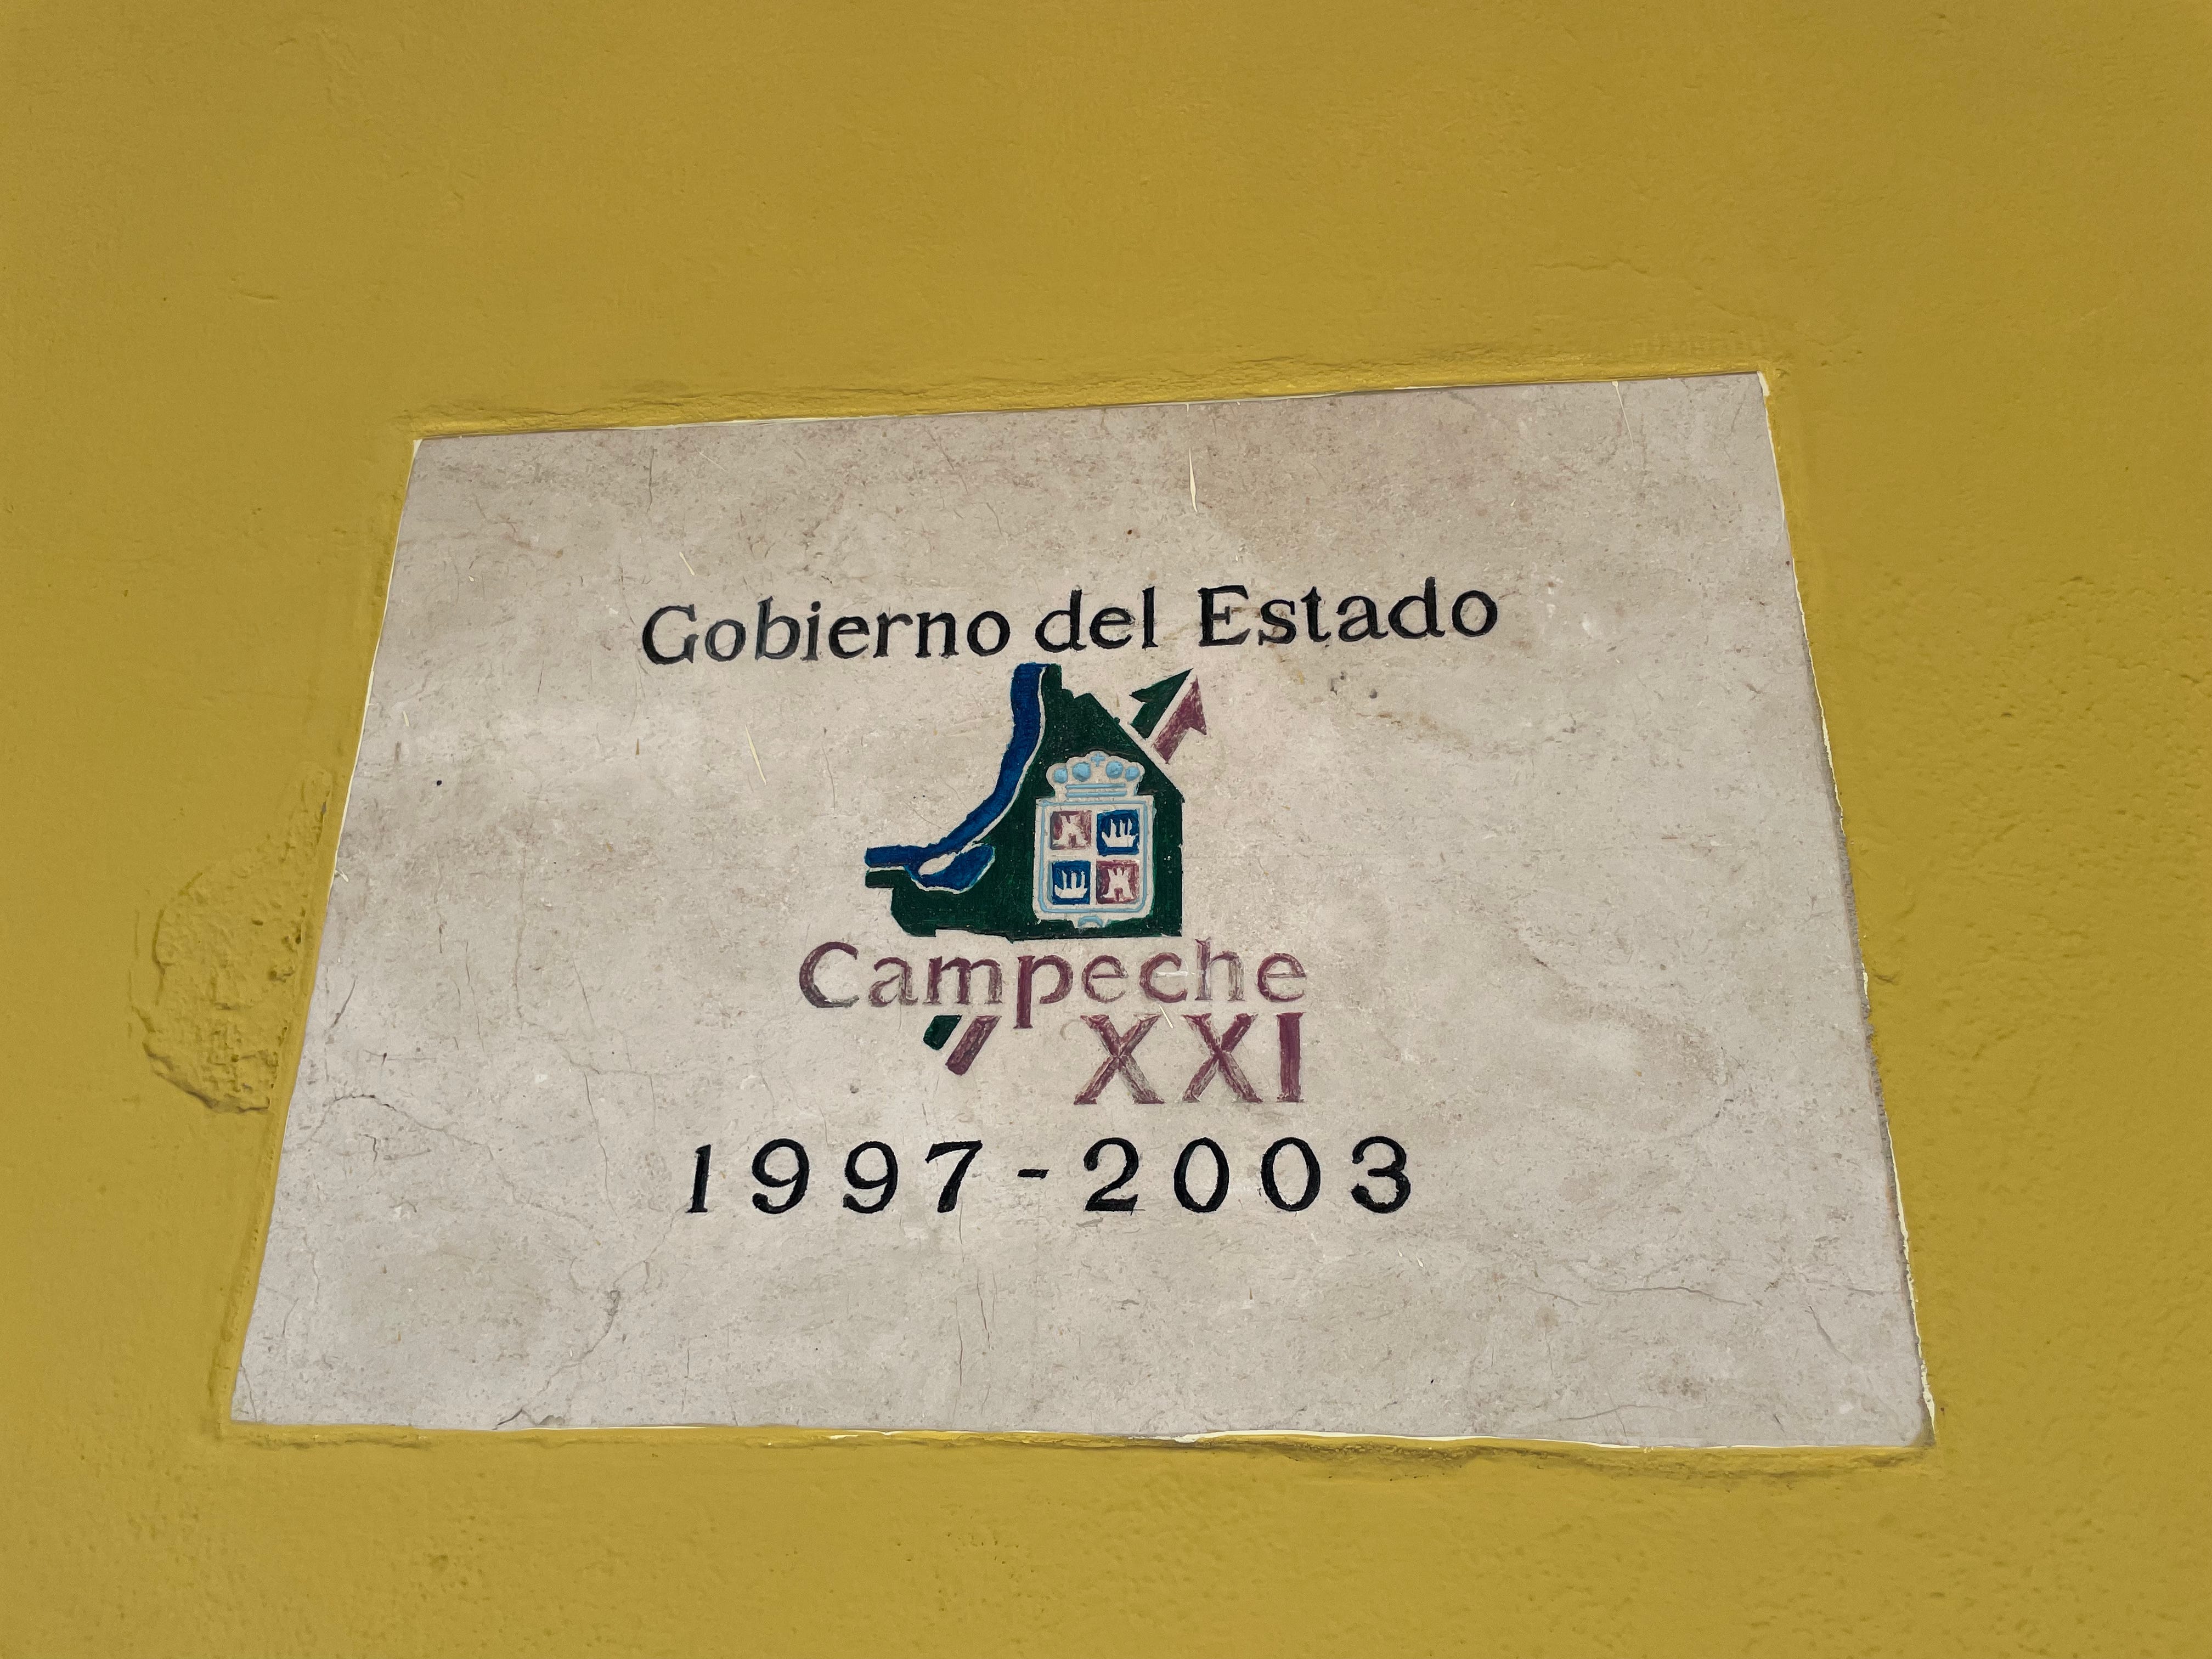 Gobierno del Estado
Campeche
XXI
1997-2003